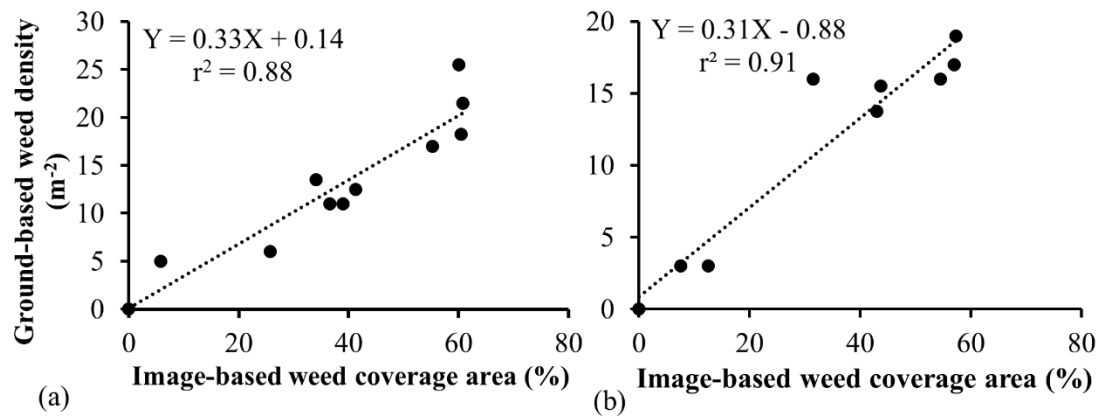 Y = 0.33X + 0.14
r² = 0.88
30
25
20
15
10
5
0
0 20 40 60 80
Ground-based weed density
(m⁻²)
Image-based weed coverage area (%)
(a)
Y = 0.31X - 0.88
r² = 0.91
20
15
10
5
0
0 20 40 60 80
Image-based weed coverage area (%)
(b)